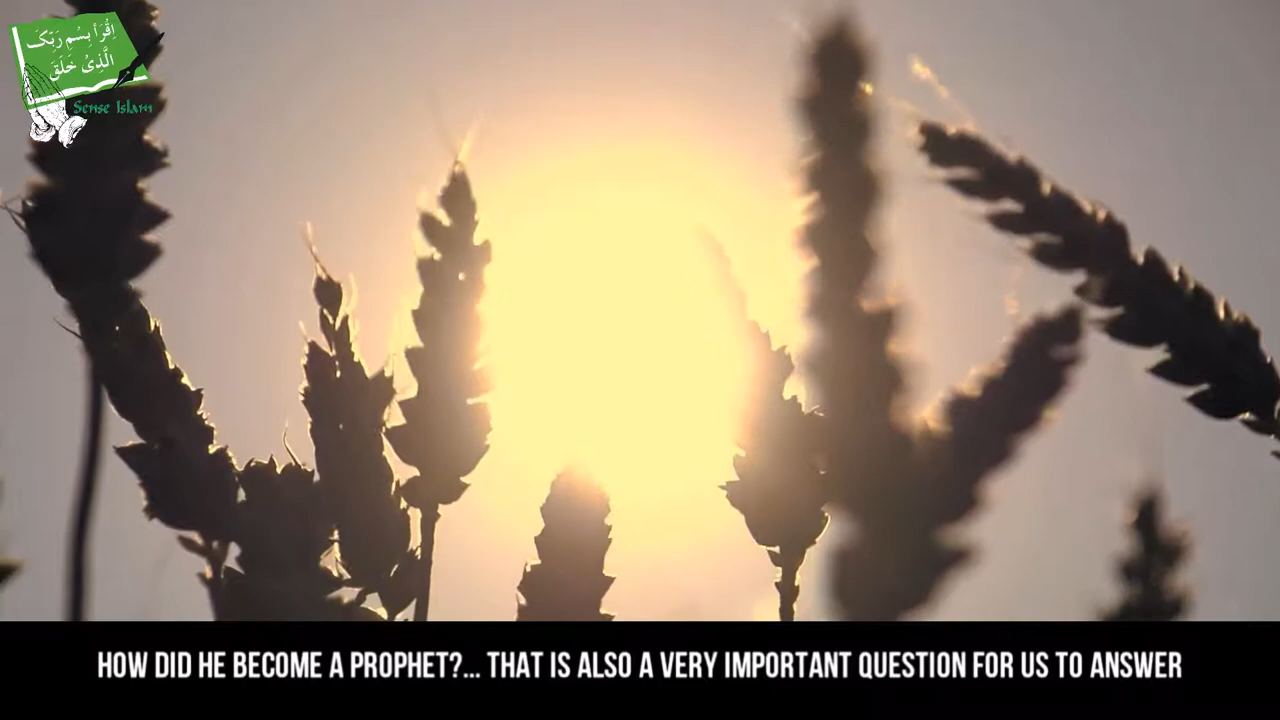 اِقْرَأْ بِسْمِ رَبِّكَ
الَّذِیْ خَلَقَ
Sense Islam
HOW DID HE BECOME A PROPHET?... THAT IS ALSO A VERY IMPORTANT QUESTION FOR US TO ANSWER